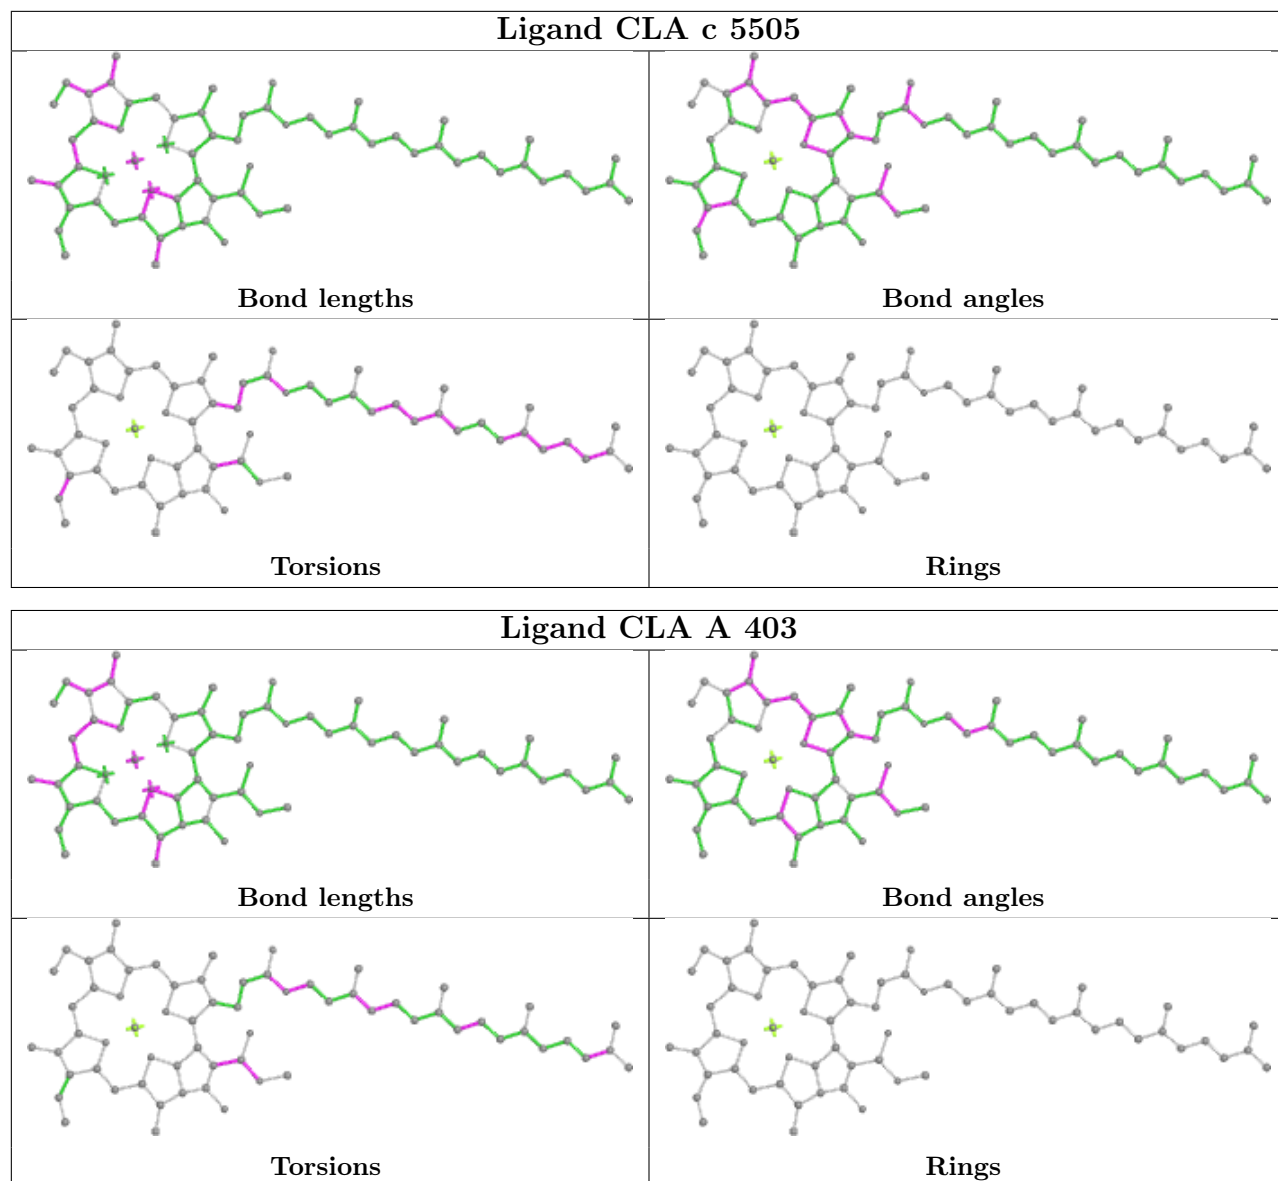 Ligand CLA c 5505
Bond lengths
Bond angles
Torsions
Rings
Ligand CLA A 403
Bond lengths
Bond angles
Torsions
Rings